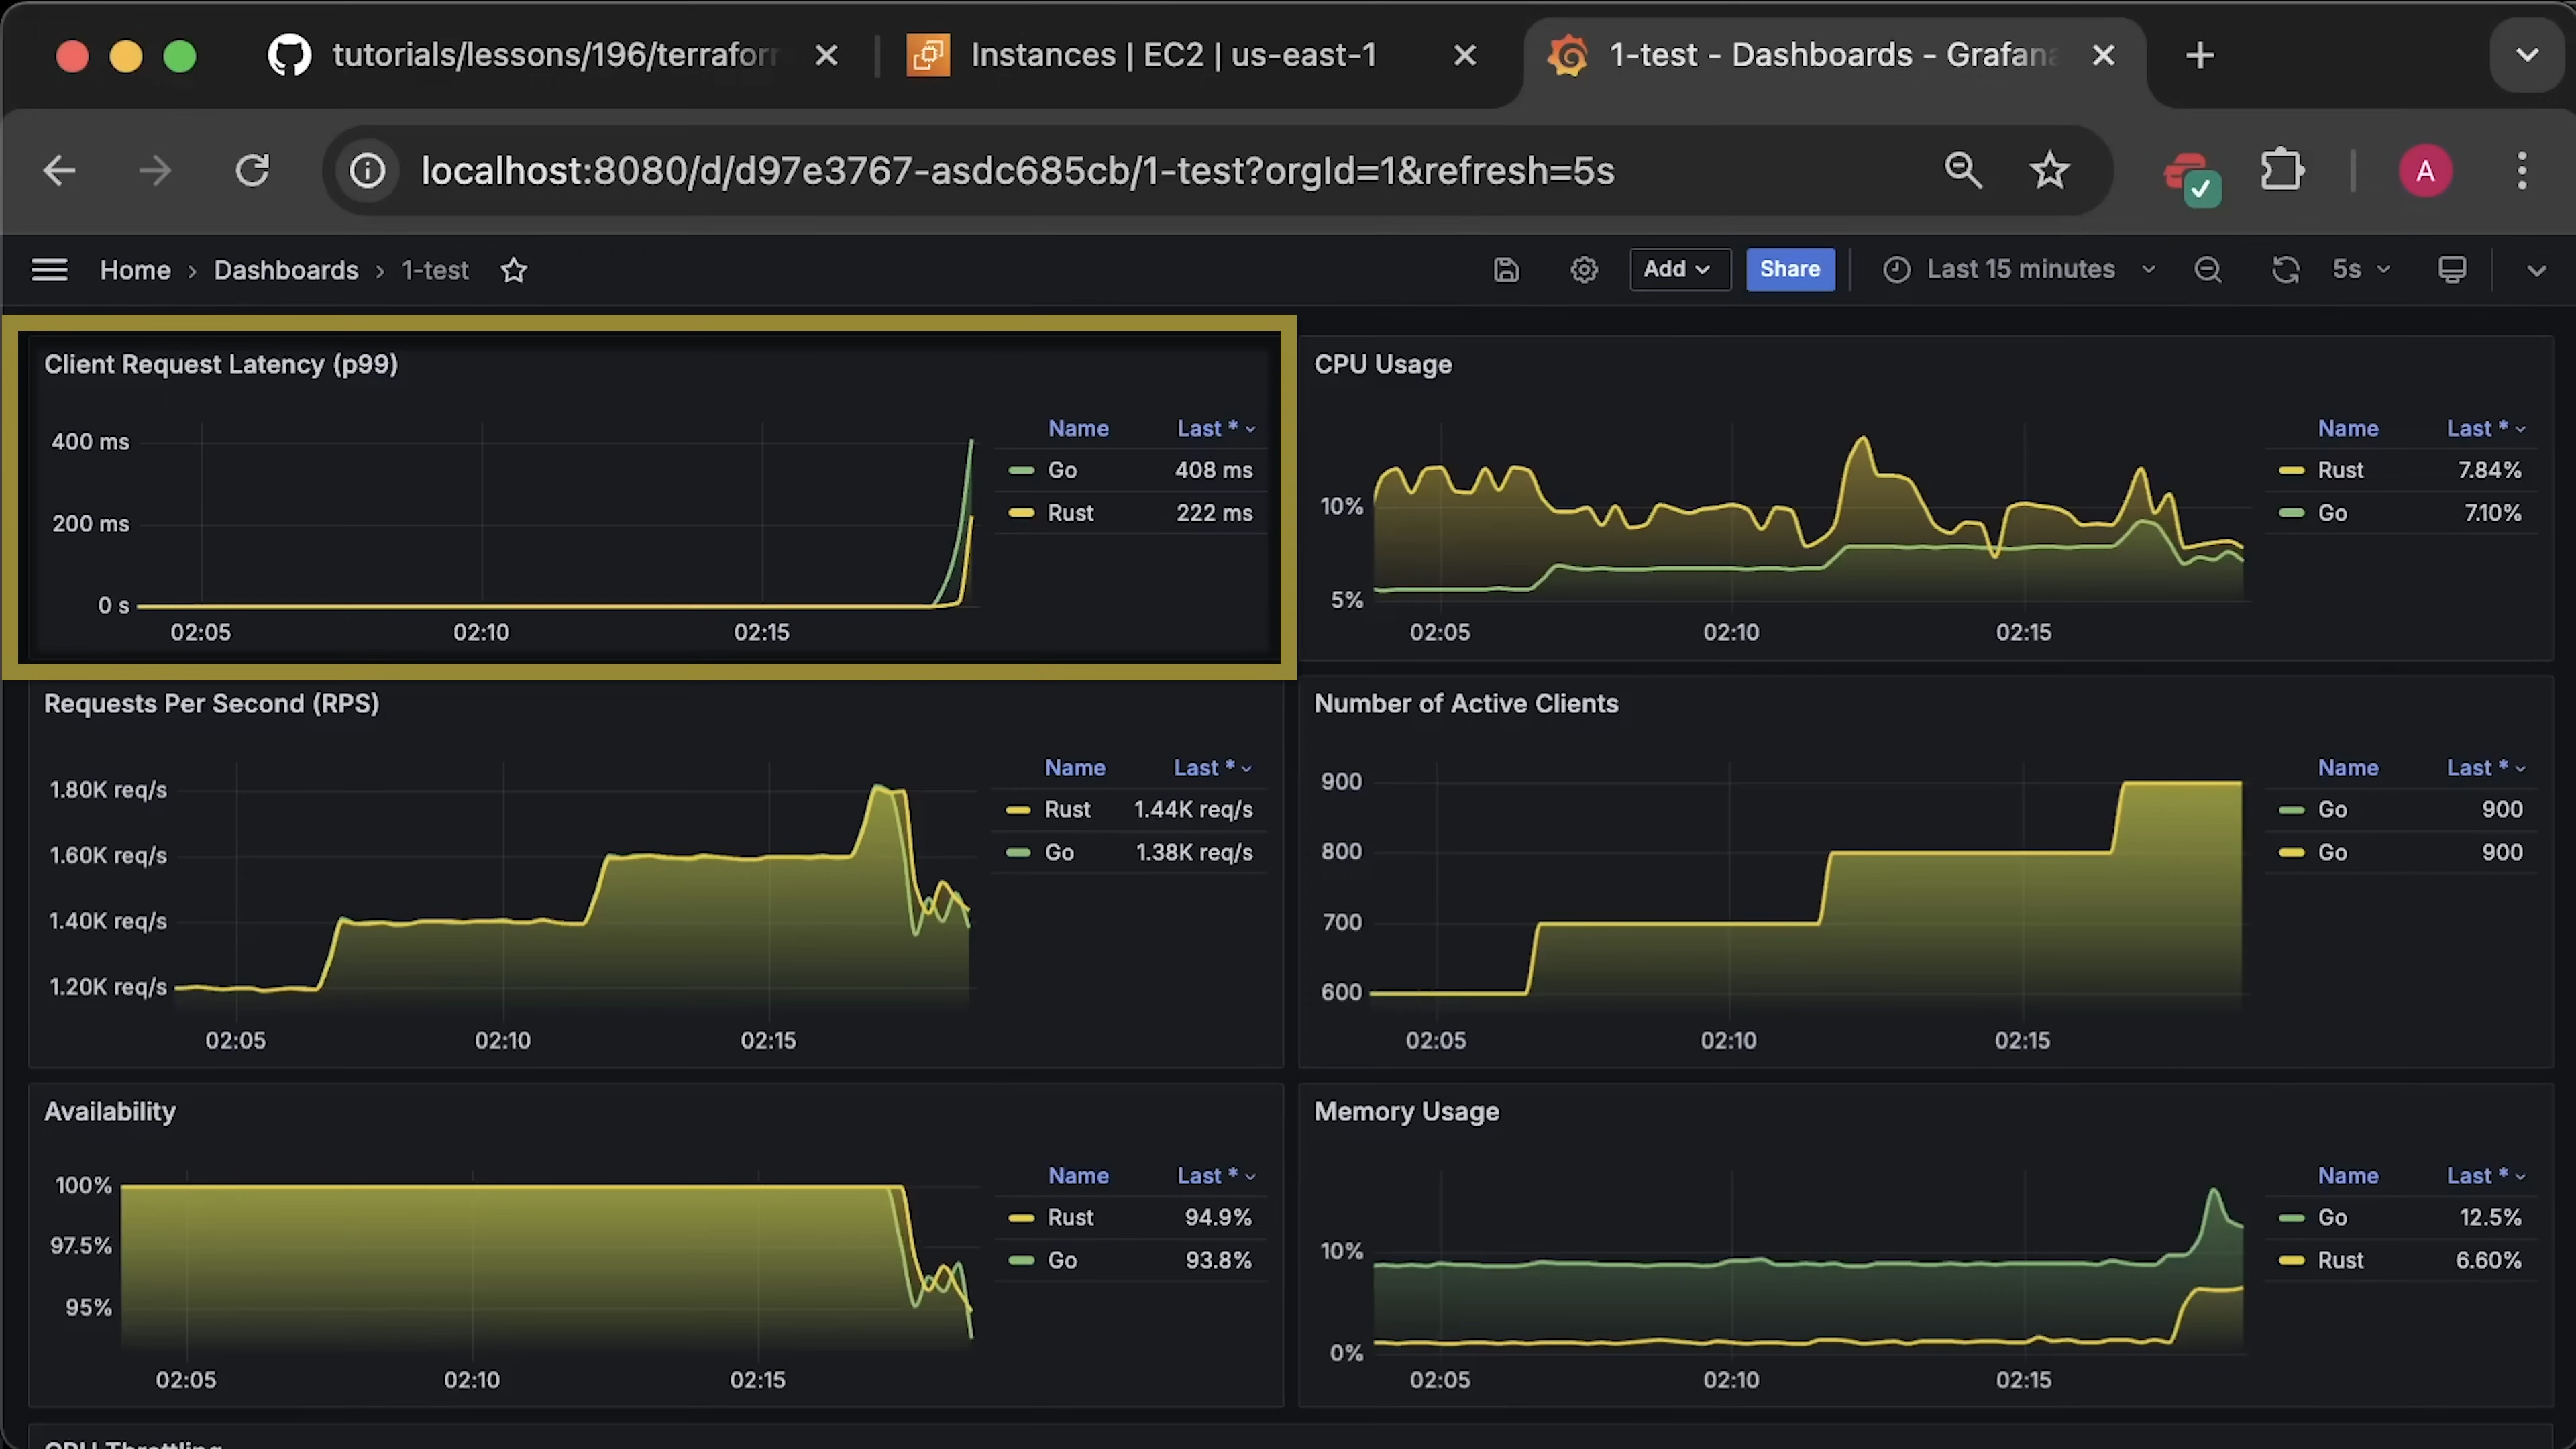 tutorials/lessons/196/terraform
Instances | EC2 | us-east-1
1-test - Dashboards - Grafana
localhost:8080/d/d97e3767-asdc685cb/1-test?orgId=1&refresh=5s
A
Home › Dashboards › 1-test
Add
Share
Last 15 minutes
5s
Client Request Latency (p99)
400 ms
200 ms
0 s
02:05 02:10 02:15
Name Last *
Go 408 ms
Rust 222 ms
CPU Usage
10%
5%
02:05 02:10 02:15
Name Last *
Rust 7.84%
Go 7.10%
Requests Per Second (RPS)
1.80K req/s
1.60K req/s
1.40K req/s
1.20K req/s
02:05 02:10 02:15
Name Last *
Rust 1.44K req/s
Go 1.38K req/s
Number of Active Clients
900
800
700
600
02:05 02:10 02:15
Name Last *
Go 900
Go 900
Availability
100%
97.5%
95%
02:05 02:10 02:15
Name Last *
Rust 94.9%
Go 93.8%
Memory Usage
10%
0%
02:05 02:10 02:15
Name Last *
Go 12.5%
Rust 6.60%
CPU Throttling